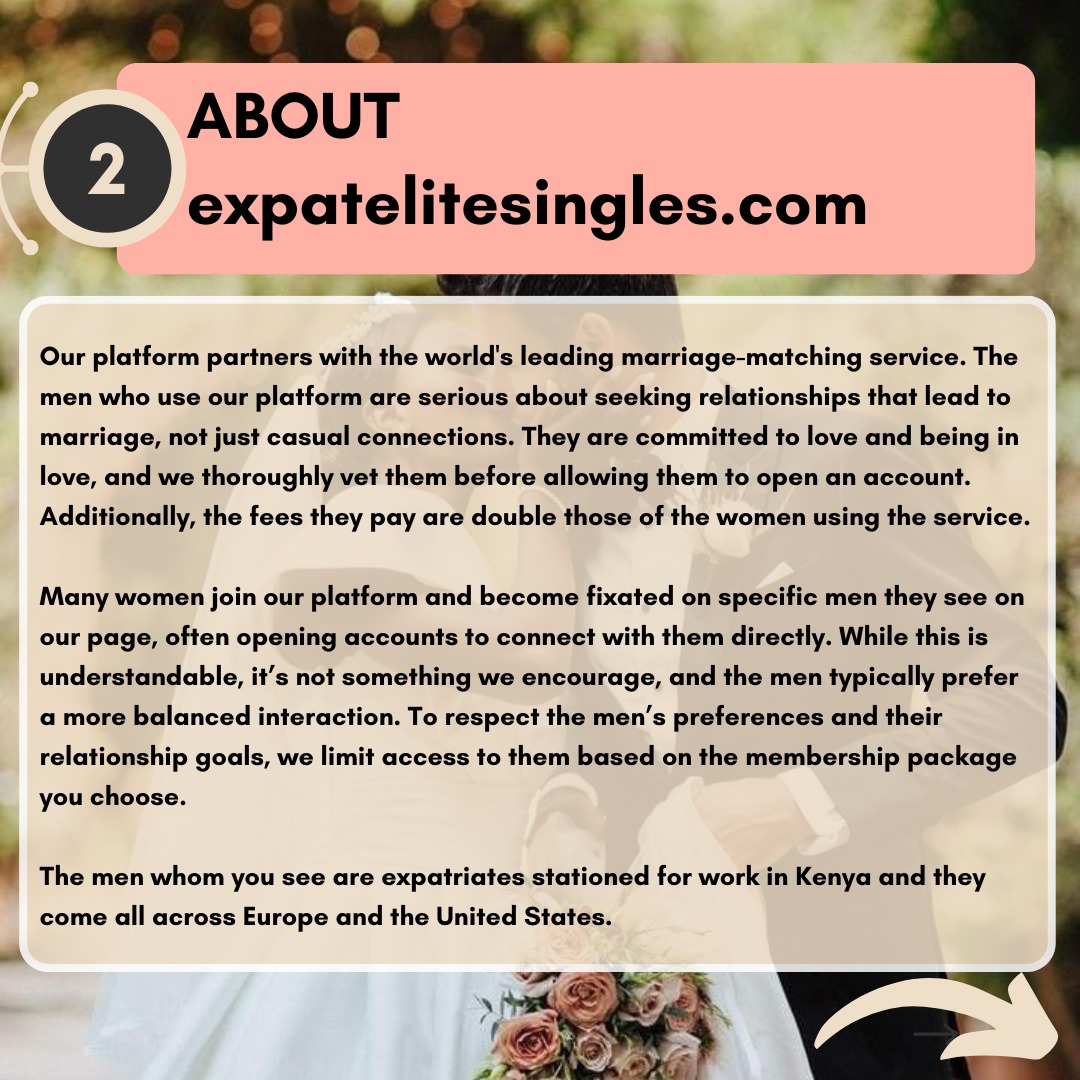 2
ABOUT
expatelitesingles.com
Our platform partners with the world's leading marriage-matching service. The
men who use our platform are serious about seeking relationships that lead to
marriage, not just casual connections. They are committed to love and being in
love, and we thoroughly vet them before allowing them to open an account.
Additionally, the fees they pay are double those of the women using the service.
Many women join our platform and become fixated on specific men they see on
our page, often opening accounts to connect with them directly. While this is
understandable, it’s not something we encourage, and the men typically prefer
a more balanced interaction. To respect the men’s preferences and their
relationship goals, we limit access to them based on the membership package
you choose.
The men whom you see are expatriates stationed for work in Kenya and they
come all across Europe and the United States.